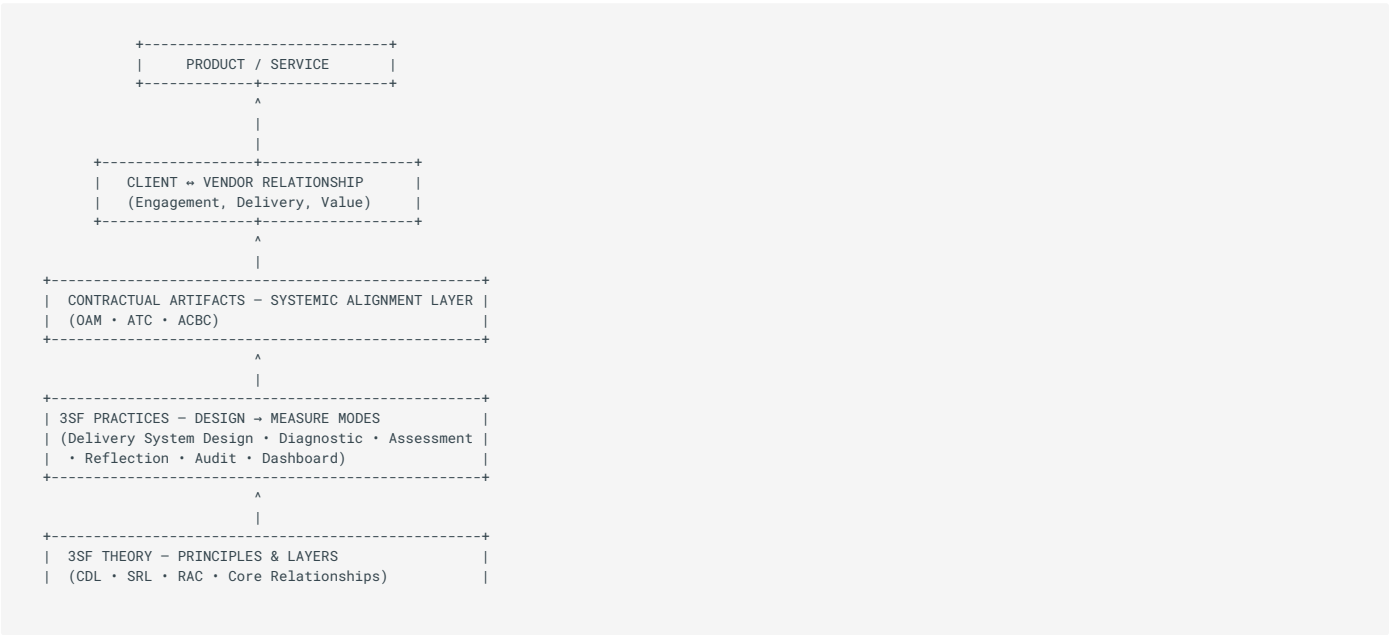 +-----------------------------+
|     PRODUCT / SERVICE       |
+-------------+---------------+
^
|
|
+------------------+------------------+
|   CLIENT ↔ VENDOR RELATIONSHIP      |
|   (Engagement, Delivery, Value)     |
+------------------+------------------+
^
|
+---------------------------------------------------+
|  CONTRACTUAL ARTIFACTS — SYSTEMIC ALIGNMENT LAYER |
|  (OAM • ATC • ACBC)                               |
+---------------------------------------------------+
^
|
+---------------------------------------------------+
| 3SF PRACTICES — DESIGN → MEASURE MODES            |
| (Delivery System Design • Diagnostic • Assessment |
|  • Reflection • Audit • Dashboard)                |
+---------------------------------------------------+
^
|
+---------------------------------------------------+
|  3SF THEORY — PRINCIPLES & LAYERS                 |
|  (CDL • SRL • RAC • Core Relationships)           |